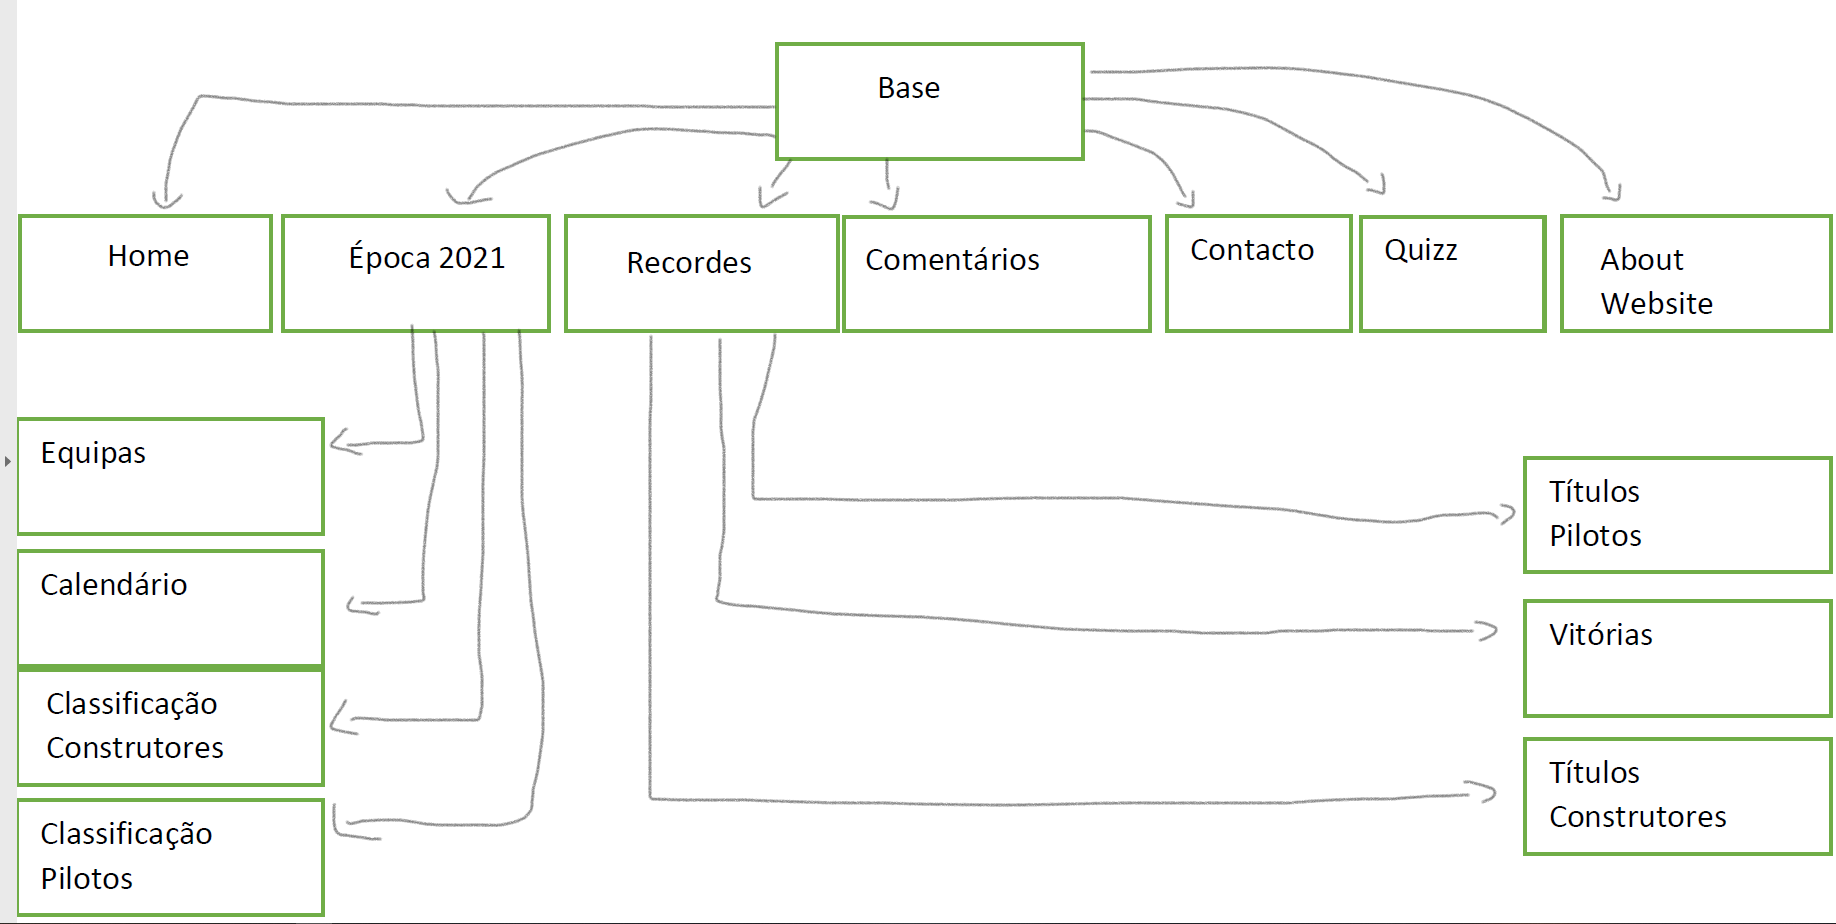 Base
Home
Época 2021
Recordes
Comentários
Contacto
Quizz
About
Website
Equipas
Calendário
Classificação
Construtores
Classificação
Pilotos
Títulos
Pilotos
Vitórias
Títulos
Construtores